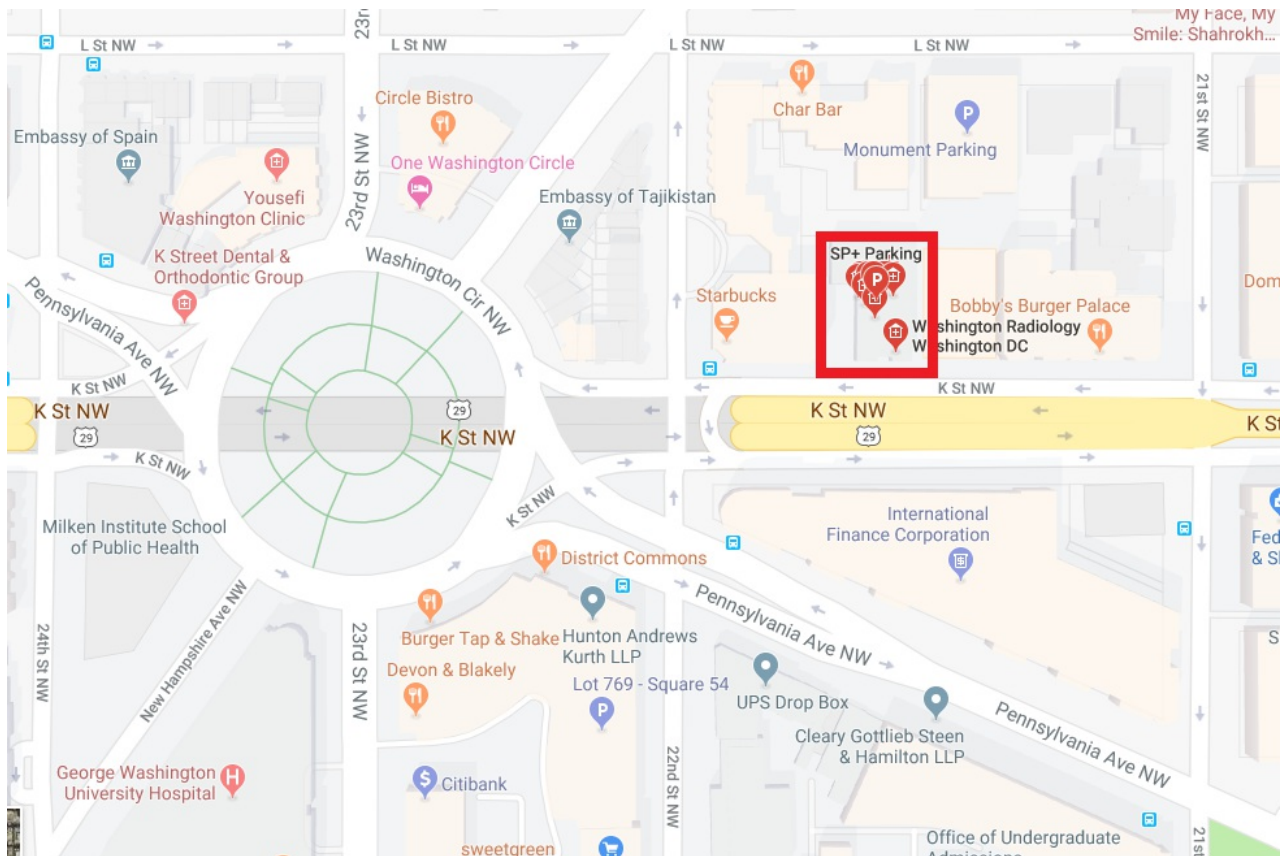 My Face, My
Smile: Shahrokh...
23rd
L St NW
L St NW
L St NW
L St NW
Circle Bistro
Char Bar
21st St NW
Embassy of Spain
Monument Parking
One Washington Circle
23rd St NW
Yousefi
Washington Clinic
Embassy of Tajikistan
K Street Dental &
Orthodontic Group
Washington Cir NW
SP+ Parking
P
Pennsylvania Ave NW
Starbucks
Bobby's Burger Palace
Dom
Washington Radiology
Washington DC
K St NW
K St NW
K St NW
29
K St NW
29
K St NW
K St NW
29
K St
K St NW
K St NW
Milken Institute School
of Public Health
International
Finance Corporation
Fed
& S
District Commons
New Hampshire Ave NW
Pennsylvania Ave NW
24th St NW
23rd St NW
Burger Tap & Shake
Hunton Andrews
Kurth LLP
Devon & Blakely
Lot 769 - Square 54
P
UPS Drop Box
Cleary Gottlieb Steen
& Hamilton LLP
Pennsylvania Ave NW
22nd St NW
George Washington
University Hospital
H
$
Citibank
sweetgreen
Office of Undergraduate
Admissions
21st